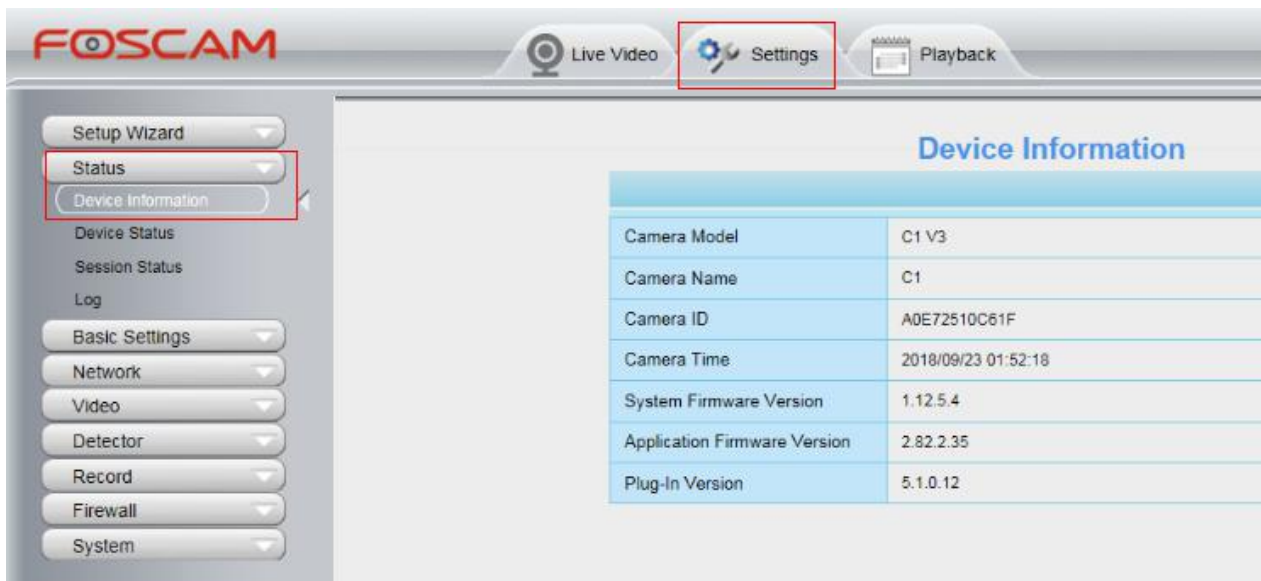 FOSCAM
Live Video
Settings
Playback
Setup Wizard
Status
Device Information
Device Status
Session Status
Log
Basic Settings
Network
Video
Detector
Record
Firewall
System
Device Information
Camera Model C1 V3
Camera Name C1
Camera ID A0E72510C61F
Camera Time 2018/09/23 01:52:18
System Firmware Version 1.12.5.4
Application Firmware Version 2.82.2.35
Plug-In Version 5.1.0.12